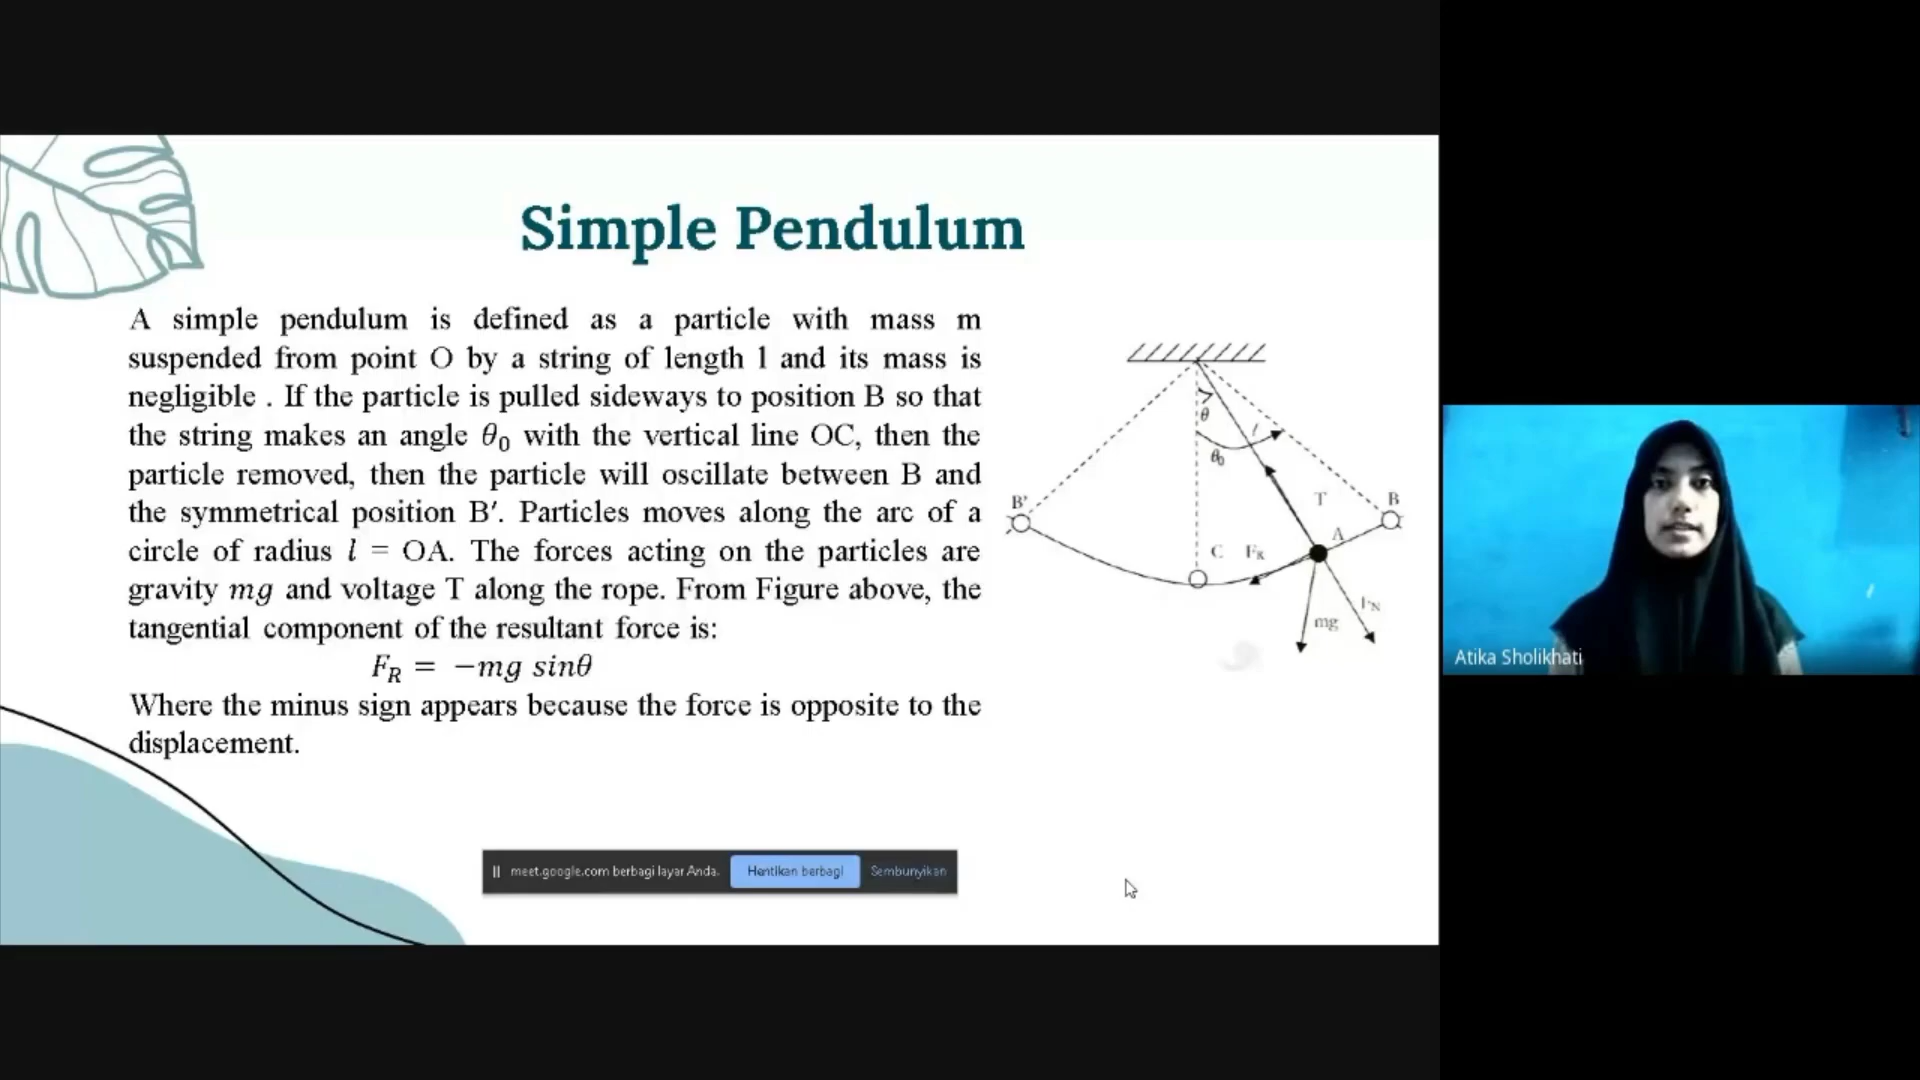 Simple Pendulum
A simple pendulum is defined as a particle with mass m
suspended from point O by a string of length l and its mass is
negligible . If the particle is pulled sideways to position B so that
the string makes an angle θ₀ with the vertical line OC, then the
particle removed, then the particle will oscillate between B and
the symmetrical position B′. Particles moves along the arc of a
circle of radius l = OA. The forces acting on the particles are
gravity mg and voltage T along the rope. From Figure above, the
tangential component of the resultant force is:
F_R = −mg sinθ
Where the minus sign appears because the force is opposite to the
displacement.
θ
l
θ₀
B'
T
B
A
C
F_R
F_N
mg
meet.google.com berbagi layar Anda. Hentikan berbagi Sembunyikan
Atika Sholikhati